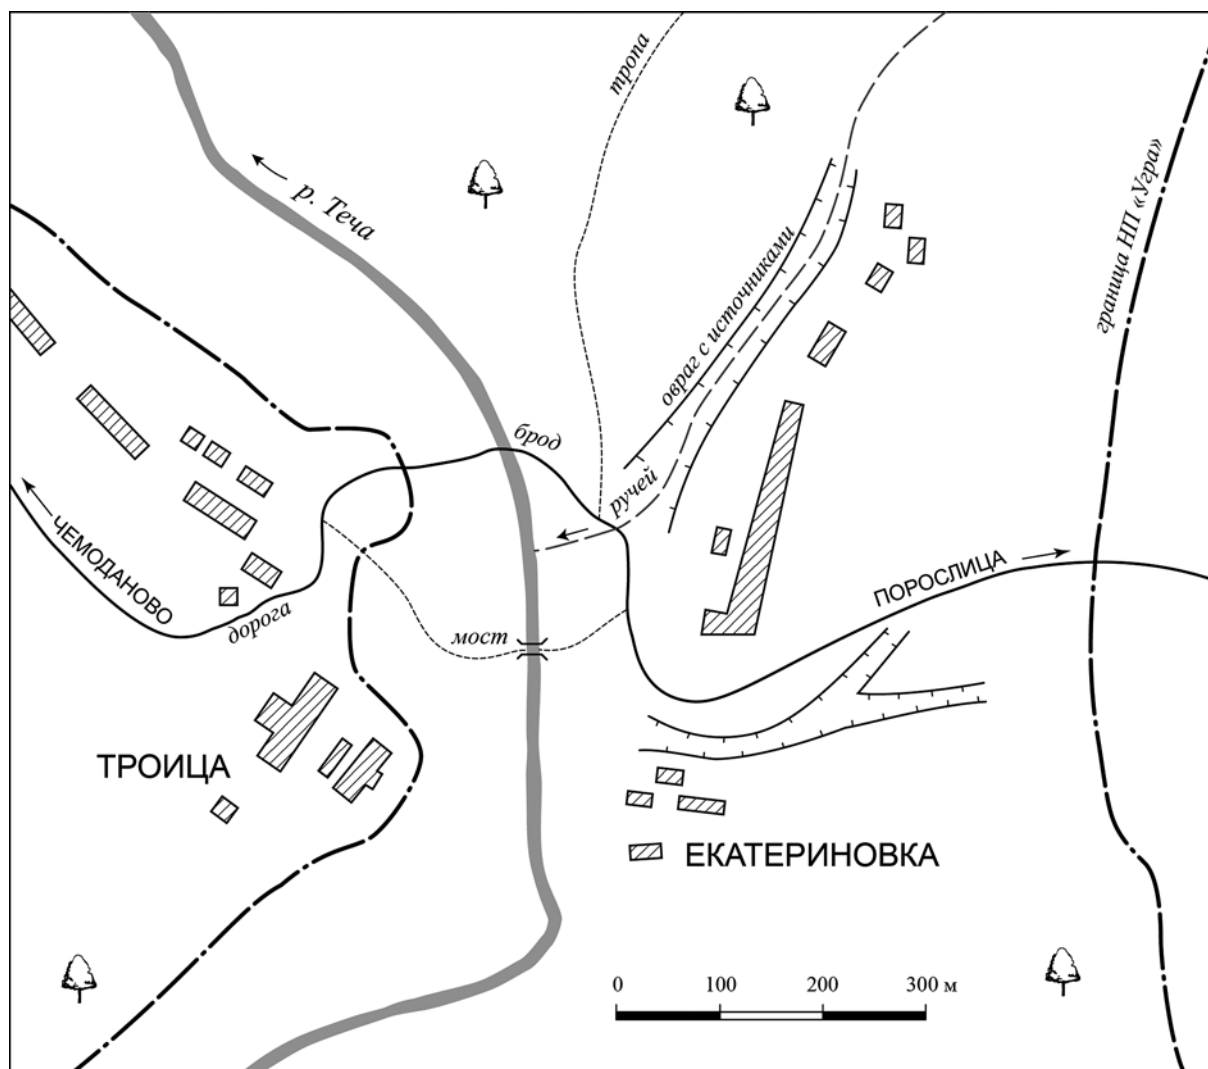 тропа
р. Теча
граница НП «Угра»
овраг с источниками
брод
ручей
ЧЕМОДАНОВО
ПОРОСЛИЦА
дорога
мост
ТРОИЦА
ЕКАТЕРИНОВКА
0 100 200 300 м